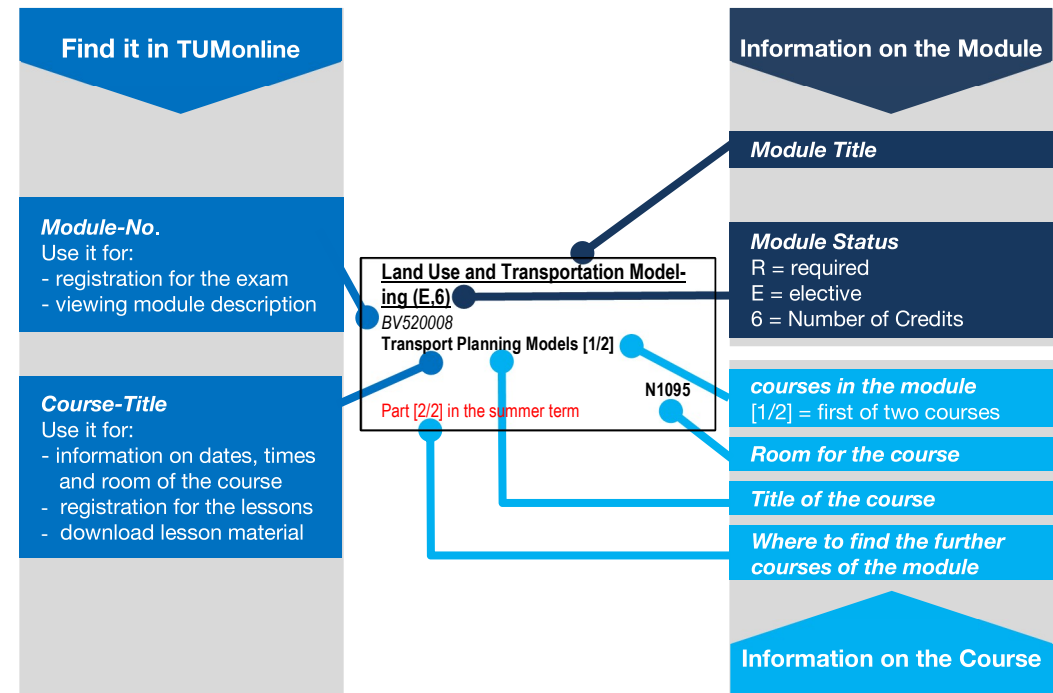 Find it in TUMonline
Module-No.
Use it for:
- registration for the exam
- viewing module description
Course-Title
Use it for:
- information on dates, times
and room of the course
- registration for the lessons
- download lesson material
Land Use and Transportation Model-
ing (E,6)
BV520008
Transport Planning Models [1/2]
N1095
Part [2/2] in the summer term
Information on the Module
Module Title
Module Status
R = required
E = elective
6 = Number of Credits
courses in the module
[1/2] = first of two courses
Room for the course
Title of the course
Where to find the further
courses of the module
Information on the Course